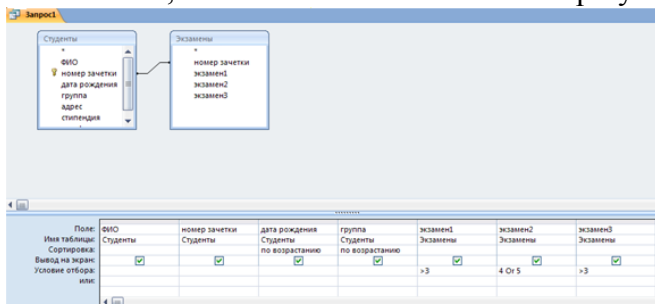 Запрос1
Студенты
*
ФИО
номер зачетки
дата рождения
группа
адрес
стипендия
Экзамены
*
номер зачетки
экзамен1
экзамен2
экзамен3
Поле: ФИО номер зачетки дата рождения группа экзамен1 экзамен2 экзамен3
Имя таблицы: Студенты Студенты Студенты Студенты Экзамены Экзамены Экзамены
Сортировка: по возрастанию по возрастанию
Вывод на экран:
Условие отбора: >3 4 Or 5 >3
или: